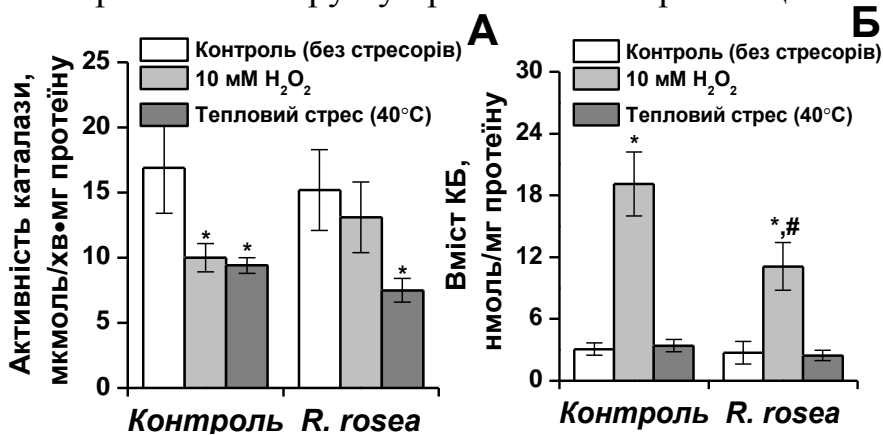 А
Контроль (без стресорів)
10 мМ H₂O₂
Тепловий стрес (40°C)
Активність каталази,
мкмоль/хв•мг протеїну
25
20
15
10
5
0
* *
*
Контроль R. rosea
Б
Контроль (без стресорів)
10 мМ H₂O₂
Тепловий стрес (40°C)
Вміст КБ,
нмоль/мг протеїну
30
24
18
12
6
0
*
*,#
Контроль R. rosea